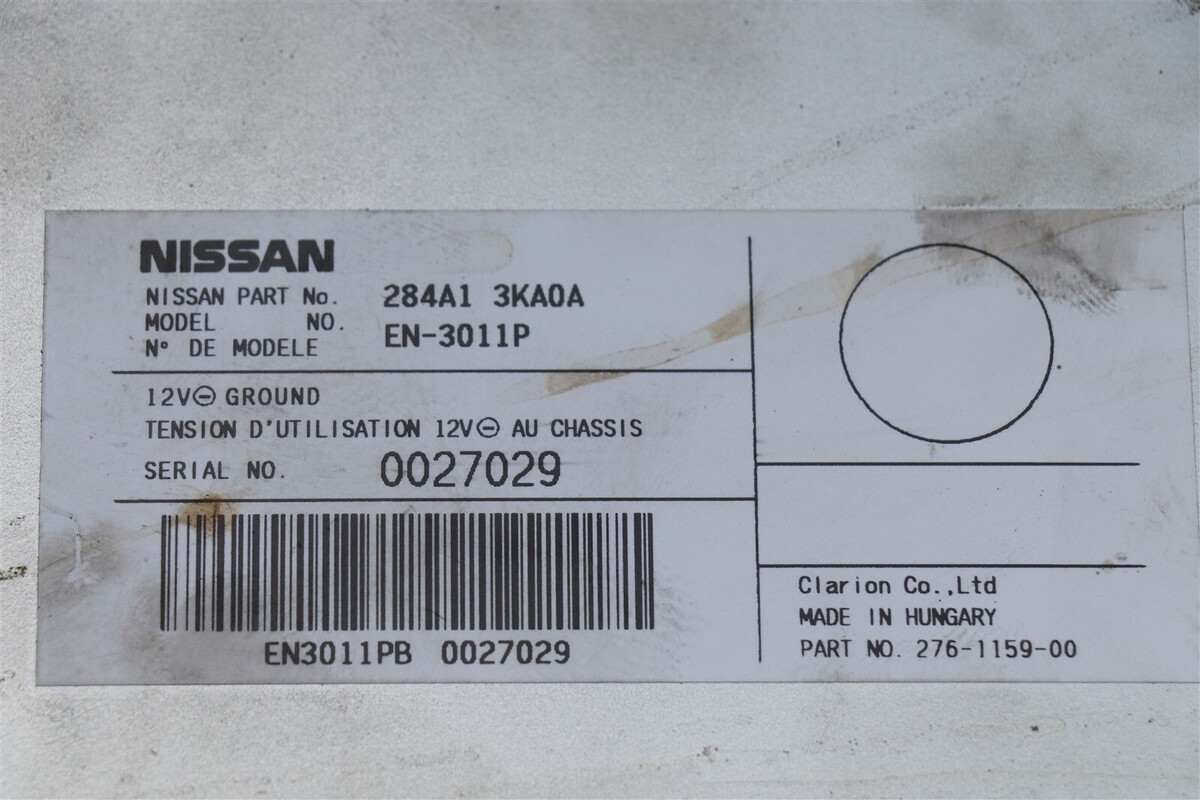 NISSAN
NISSAN PART No. 284A1 3KA0A
MODEL NO. EN-3011P
N° DE MODELE
12V⊖ GROUND
TENSION D'UTILISATION 12V⊖ AU CHASSIS
SERIAL NO. 0027029
EN3011PB 0027029
Clarion Co.,Ltd
MADE IN HUNGARY
PART NO. 276-1159-00